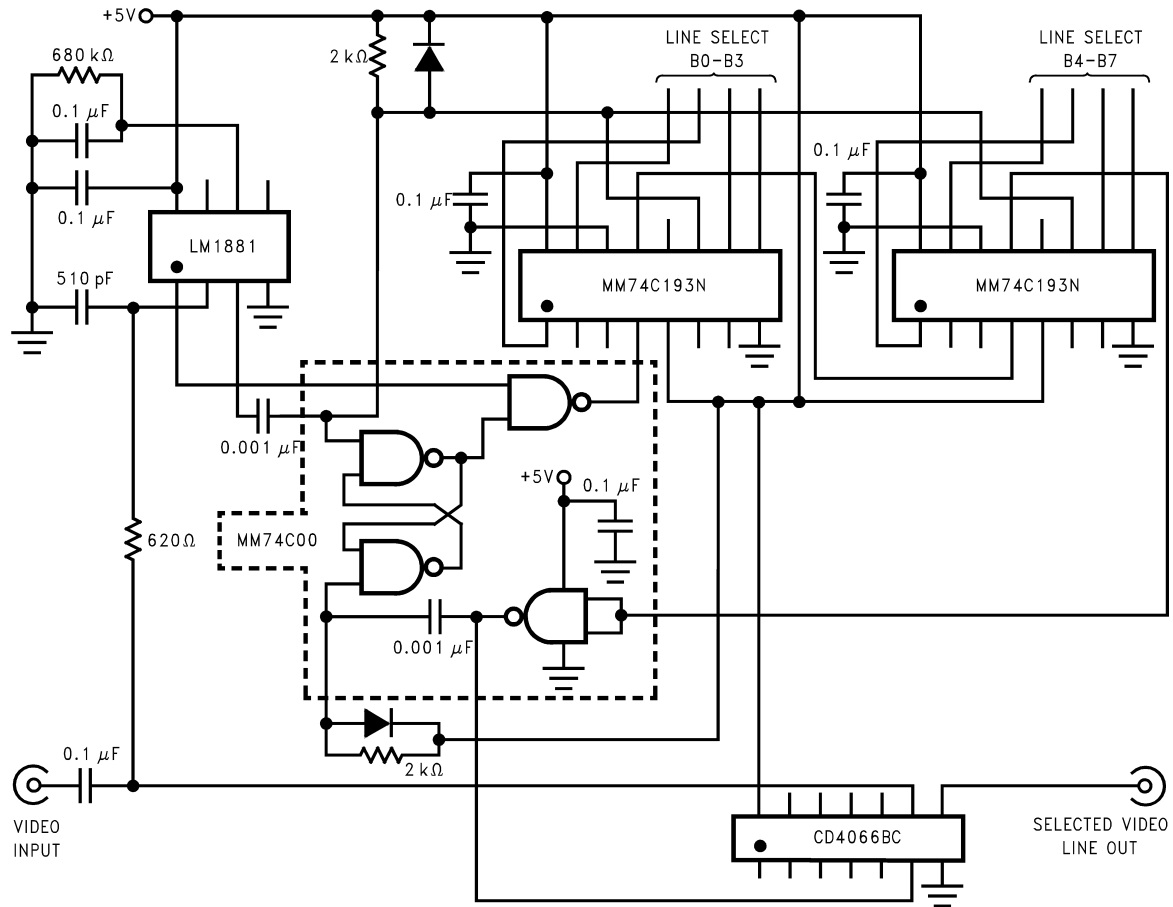 +5V
680 kΩ
0.1 μF
0.1 μF
LM1881
510 pF
2 kΩ
LINE SELECT
B0-B3
LINE SELECT
B4-B7
0.1 μF
0.1 μF
MM74C193N
MM74C193N
0.001 μF
+5V
0.1 μF
620Ω
MM74C00
0.001 μF
2 kΩ
0.1 μF
VIDEO
INPUT
CD4066BC
SELECTED VIDEO
LINE OUT